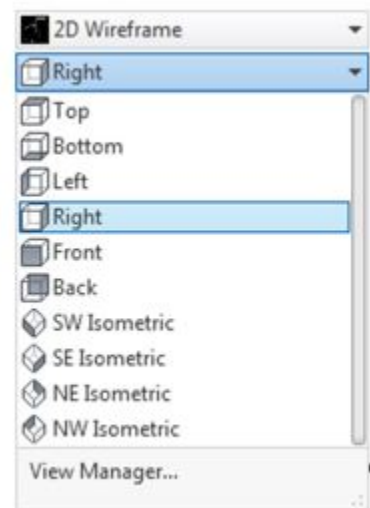 2D Wireframe
Right
Top
Bottom
Left
Right
Front
Back
SW Isometric
SE Isometric
NE Isometric
NW Isometric
View Manager...